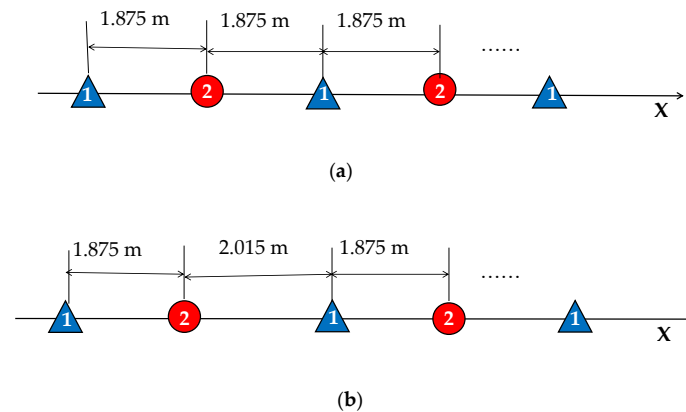 1.875 m 1.875 m 1.875 m
......
1 2 1 2 1
X
(a)
1.875 m 2.015 m 1.875 m
......
1 2 1 2 1
X
(b)